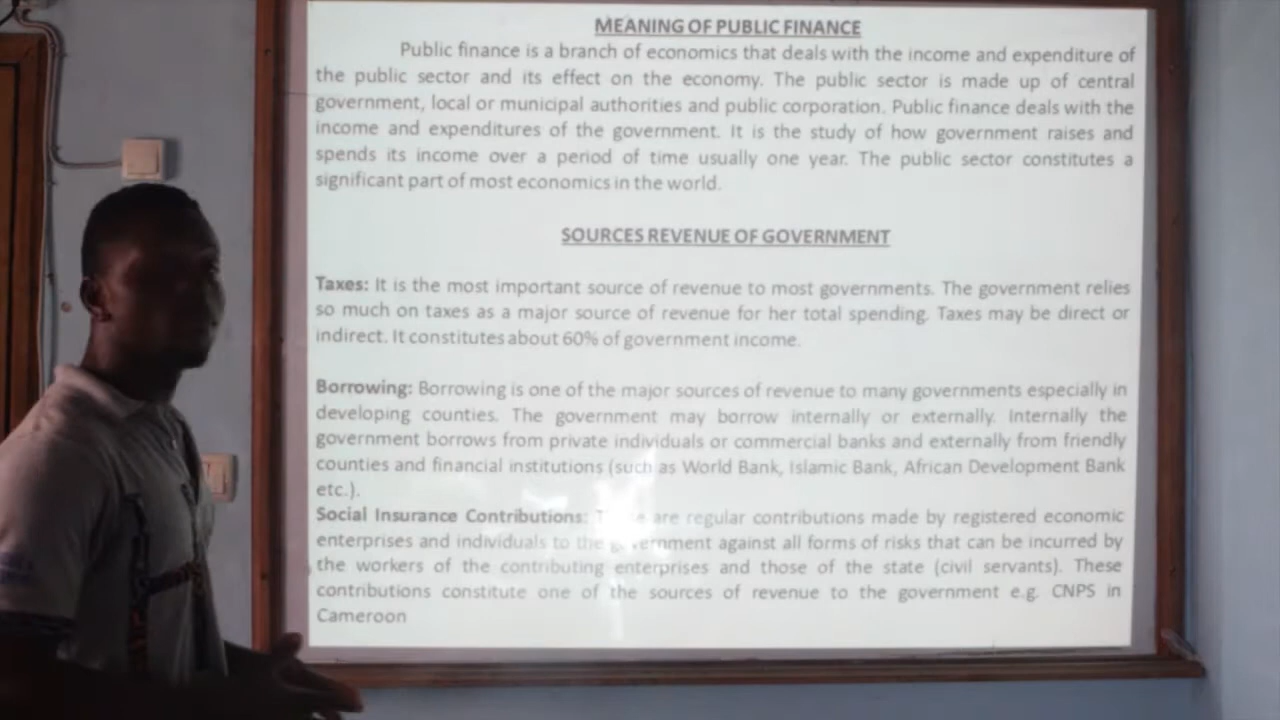 MEANING OF PUBLIC FINANCE
Public finance is a branch of economics that deals with the income and expenditure of
the public sector and its effect on the economy. The public sector is made up of central
government, local or municipal authorities and public corporation. Public finance deals with the
income and expenditures of the government. It is the study of how government raises and
spends its income over a period of time usually one year. The public sector constitutes a
significant part of most economics in the world.
SOURCES REVENUE OF GOVERNMENT
Taxes: It is the most important source of revenue to most governments. The government relies
so much on taxes as a major source of revenue for her total spending. Taxes may be direct or
indirect. It constitutes about 60% of government income.
Borrowing: Borrowing is one of the major sources of revenue to many governments especially in
developing counties. The government may borrow internally or externally. Internally the
government borrows from private individuals or commercial banks and externally from friendly
counties and financial institutions (such as World Bank, Islamic Bank, African Development Bank
etc.).
Social Insurance Contributions: are regular contributions made by registered economic
enterprises and individuals to the government against all forms of risks that can be incurred by
the workers of the contributing enterprises and those of the state (civil servants). These
contributions constitute one of the sources of revenue to the government e.g. CNPS in
Cameroon